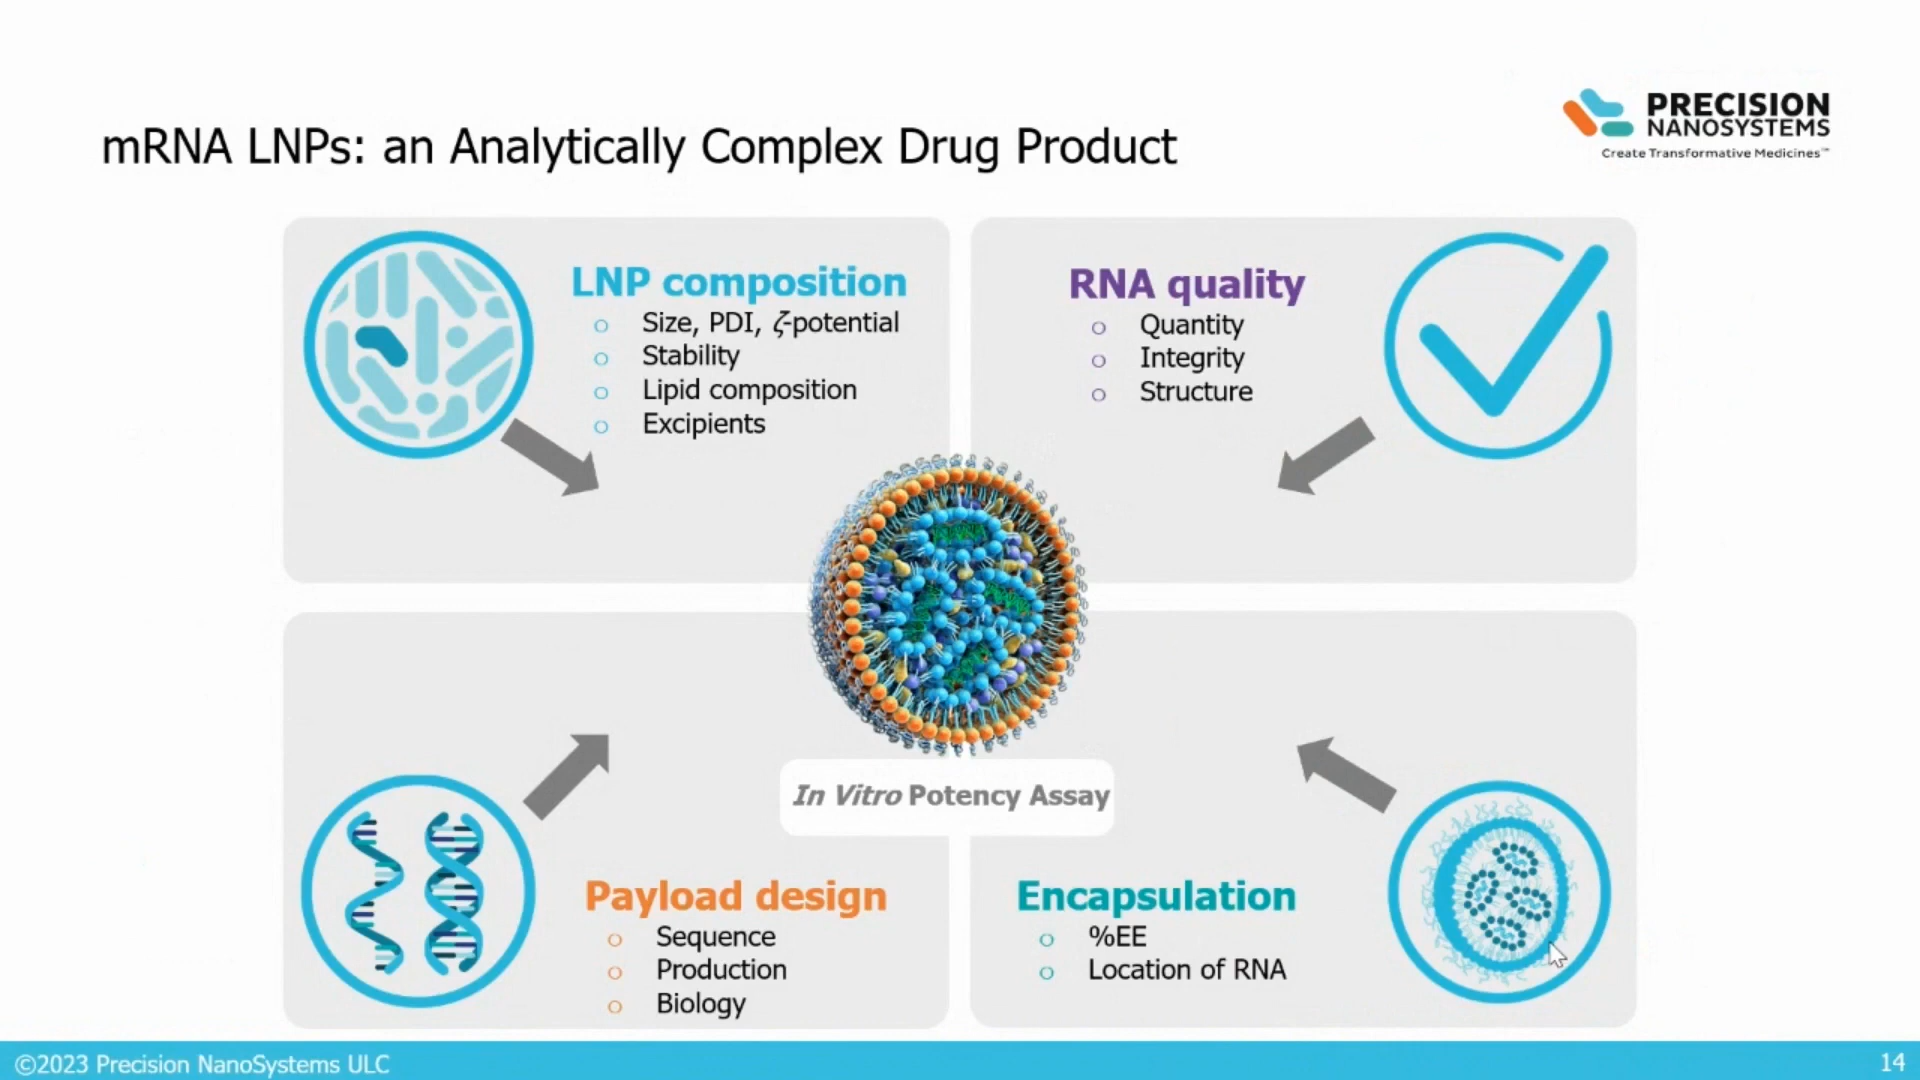 mRNA LNPs: an Analytically Complex Drug Product
PRECISION
NANOSYSTEMS
Create Transformative Medicines™
LNP composition
o Size, PDI, ζ-potential
o Stability
o Lipid composition
o Excipients
RNA quality
o Quantity
o Integrity
o Structure
In Vitro Potency Assay
Payload design
o Sequence
o Production
o Biology
Encapsulation
o %EE
o Location of RNA
©2023 Precision NanoSystems ULC
14